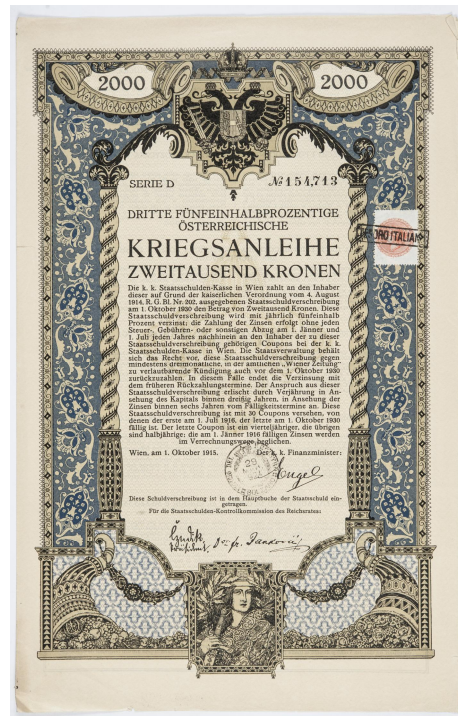 2000 2000
SERIE D № 154,713
DRITTE FÜNFEINHALBPROZENTIGE
ÖSTERREICHISCHE
KRIEGSANLEIHE
ZWEITAUSEND KRONEN
Die k. k. Staatsschulden-Kasse in Wien zahlt an den Inhaber
dieser auf Grund der kaiserlichen Verordnung vom 4. August
1914, R. G. Bl. Nr. 202, ausgegebenen Staatsschuldverschreibung
am 1. Oktober 1930 den Betrag von Zweitausend Kronen. Diese
Staatsschuldverschreibung wird mit jährlich fünfeinhalb
Prozent verzinst; die Zahlung der Zinsen erfolgt ohne jeden
Steuer-, Gebühren- oder sonstigen Abzug am 1. Jänner und
1. Juli jeden Jahres nachhinein an den Inhaber der zu dieser
Staatsschuldverschreibung gehörigen Coupons bei der k. k.
Staatsschulden-Kasse in Wien. Die Staatsverwaltung behält
sich das Recht vor, diese Staatsschuldverschreibung gegen
mindestens dreimonatliche, in der amtlichen „Wiener Zeitung“
zu verlautbarende Kündigung auch vor dem 1. Oktober 1930
zurückzuzahlen. In diesem Falle endet die Verzinsung mit
dem früheren Rückzahlungstermine. Der Anspruch aus dieser
Staatsschuldverschreibung erlischt durch Verjährung in An-
sehung des Kapitals binnen dreißig Jahren, in Ansehung der
Zinsen binnen sechs Jahren vom Fälligkeitstermine an. Diese
Staatsschuldverschreibung ist mit 30 Coupons versehen, von
denen der erste am 1. Juli 1916, der letzte am 1. Oktober 1930
fällig ist. Der letzte Coupon ist ein vierteljähriger, die übrigen
sind halbjährige; die am 1. Jänner 1916 fälligen Zinsen werden
im Verrechnungswege beglichen.
Wien, am 1. Oktober 1915. Der k. k. Finanzminister:
Engel
29
Diese Schuldverschreibung ist in dem Hauptbuche der Staatsschuld ein-
getragen.
Für die Staatsschulden-Kontrollkommission des Reichsrates:
Präsident.
ORO ITALIAN